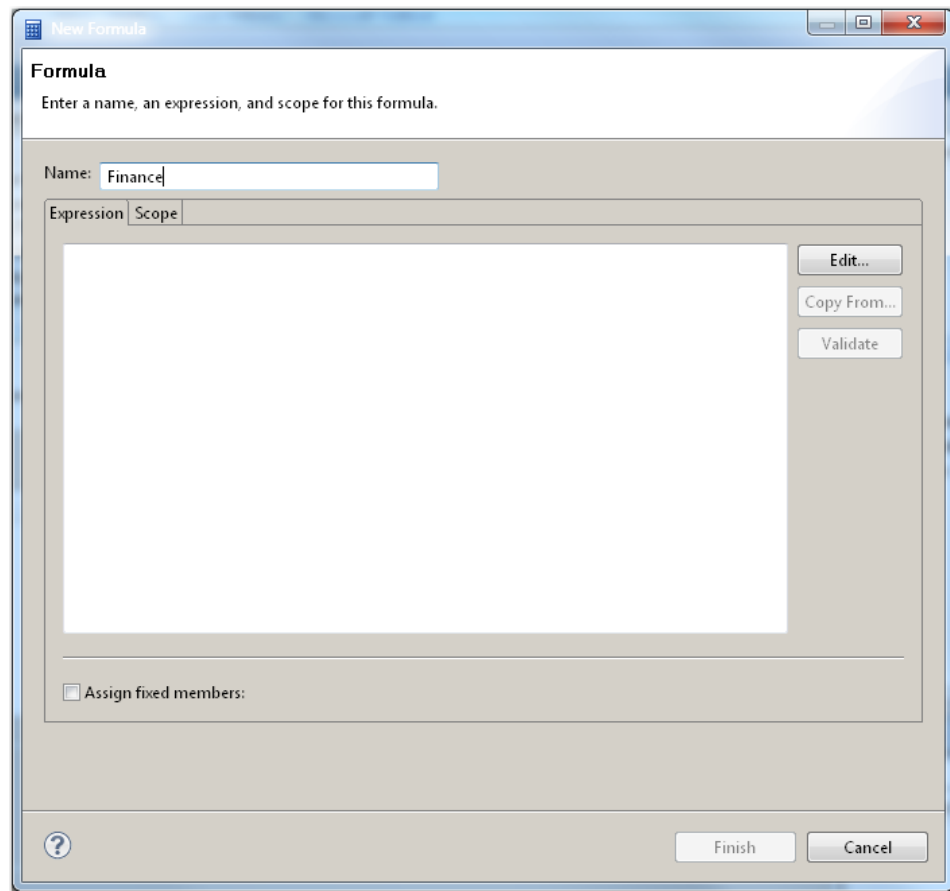 New Formula
Formula
Enter a name, an expression, and scope for this formula.
Name: Finance
Expression Scope
Edit...
Copy From...
Validate
Assign fixed members:
?
Finish Cancel